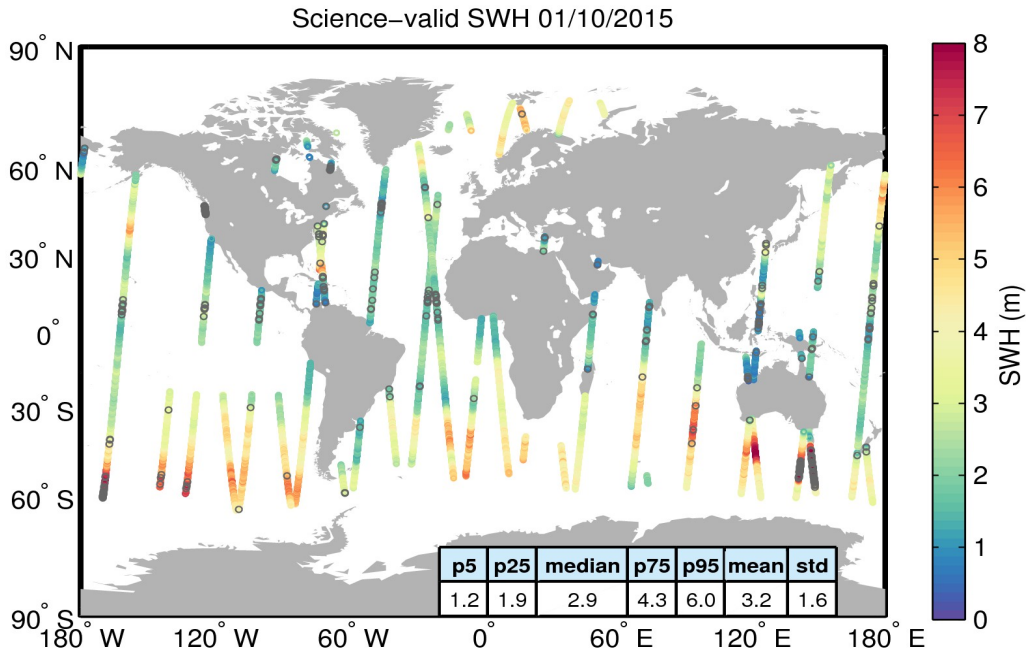 Science−valid SWH 01/10/2015
90° N
60° N
30° N
0°
30° S
60° S
90° S
180° W
120° W
60° W
0°
60° E
120° E
180° E
8
7
6
5
4
3
2
1
0
SWH (m)
p5 p25 median p75 p95 mean std
1.2 1.9 2.9 4.3 6.0 3.2 1.6